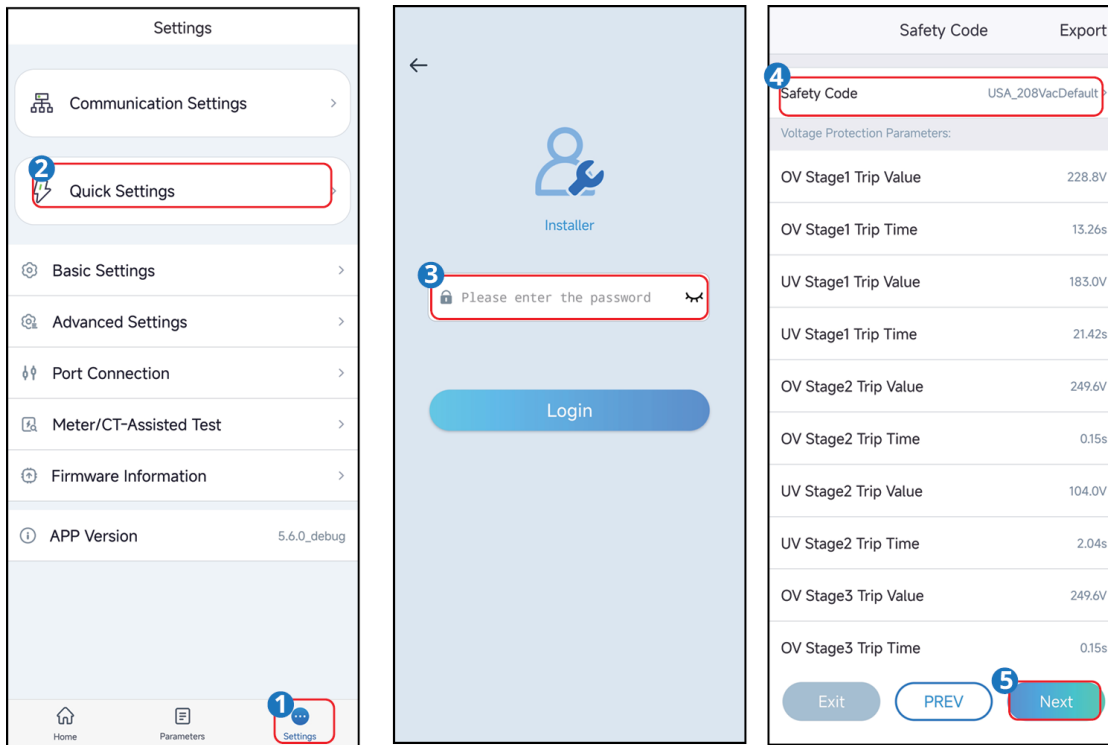 Settings
Communication Settings
2
Quick Settings
Basic Settings
Advanced Settings
Port Connection
Meter/CT-Assisted Test
Firmware Information
APP Version 5.6.0_debug
1
Home Parameters Settings
Installer
3
Please enter the password
Login
Safety Code Export
4
Safety Code USA_208VacDefault
Voltage Protection Parameters:
OV Stage1 Trip Value 228.8V
OV Stage1 Trip Time 13.26s
UV Stage1 Trip Value 183.0V
UV Stage1 Trip Time 21.42s
OV Stage2 Trip Value 249.6V
OV Stage2 Trip Time 0.15s
UV Stage2 Trip Value 104.0V
UV Stage2 Trip Time 2.04s
OV Stage3 Trip Value 249.6V
OV Stage3 Trip Time 0.15s
5
Exit PREV Next